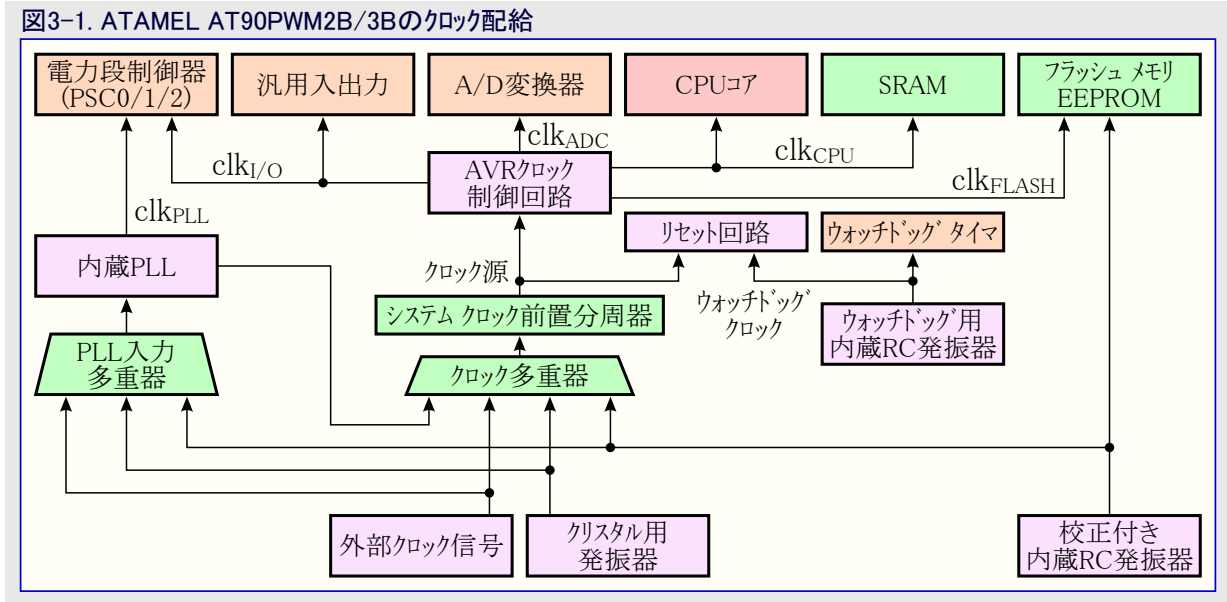 図3-1. ATAMEL AT90PWM2B/3Bのクロック配給
電力段制御器
(PSC0/1/2)
汎用入出力
A/D変換器
CPUコア
SRAM
フラッシュ メモリ
EEPROM
clkI/O
clkADC
clkCPU
clkFLASH
AVRクロック
制御回路
clkPLL
内蔵PLL
リセット回路
ウォッチドッグ タイマ
クロック源
ウォッチドッグ
クロック
システム クロック前置分周器
ウォッチドッグ用
内蔵RC発振器
PLL入力
多重器
クロック多重器
外部クロック信号
クリスタル用
発振器
校正付き
内蔵RC発振器